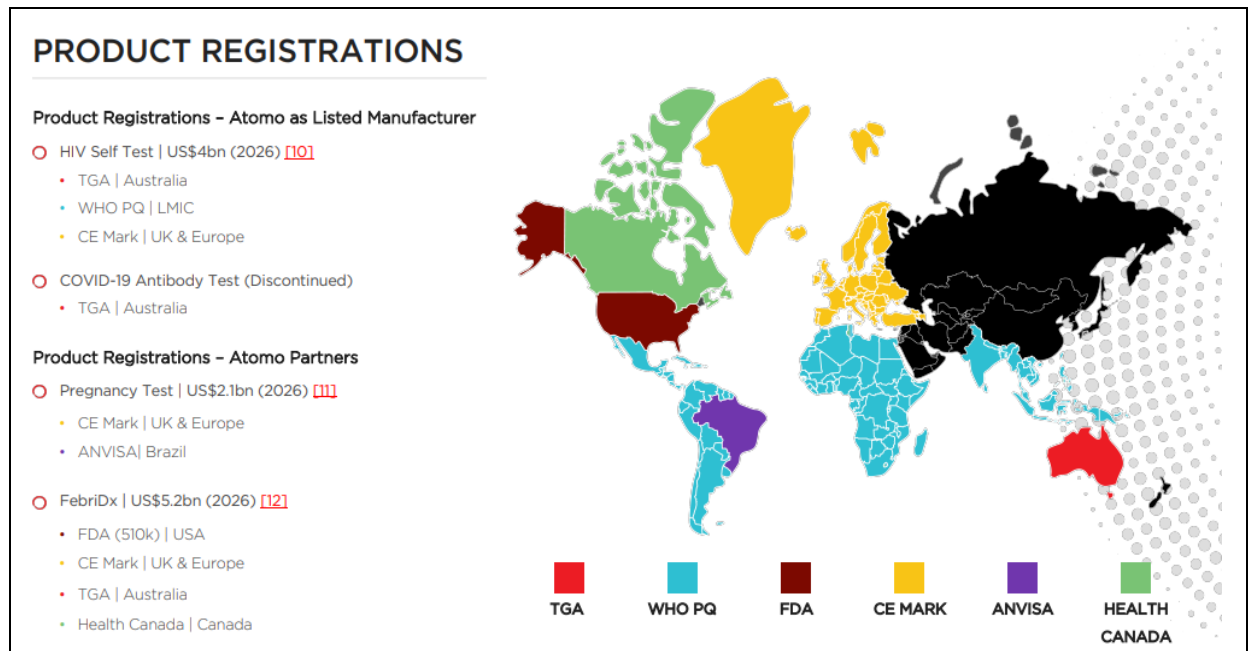 PRODUCT REGISTRATIONS
Product Registrations – Atomo as Listed Manufacturer
HIV Self Test | US$4bn (2026) [10]
• TGA | Australia
• WHO PQ | LMIC
• CE Mark | UK & Europe
COVID-19 Antibody Test (Discontinued)
• TGA | Australia
Product Registrations – Atomo Partners
Pregnancy Test | US$2.1bn (2026) [11]
• CE Mark | UK & Europe
• ANVISA| Brazil
FebriDx | US$5.2bn (2026) [12]
• FDA (510k) | USA
• CE Mark | UK & Europe
• TGA | Australia
• Health Canada | Canada
TGA
WHO PQ
FDA
CE MARK
ANVISA
HEALTH
CANADA